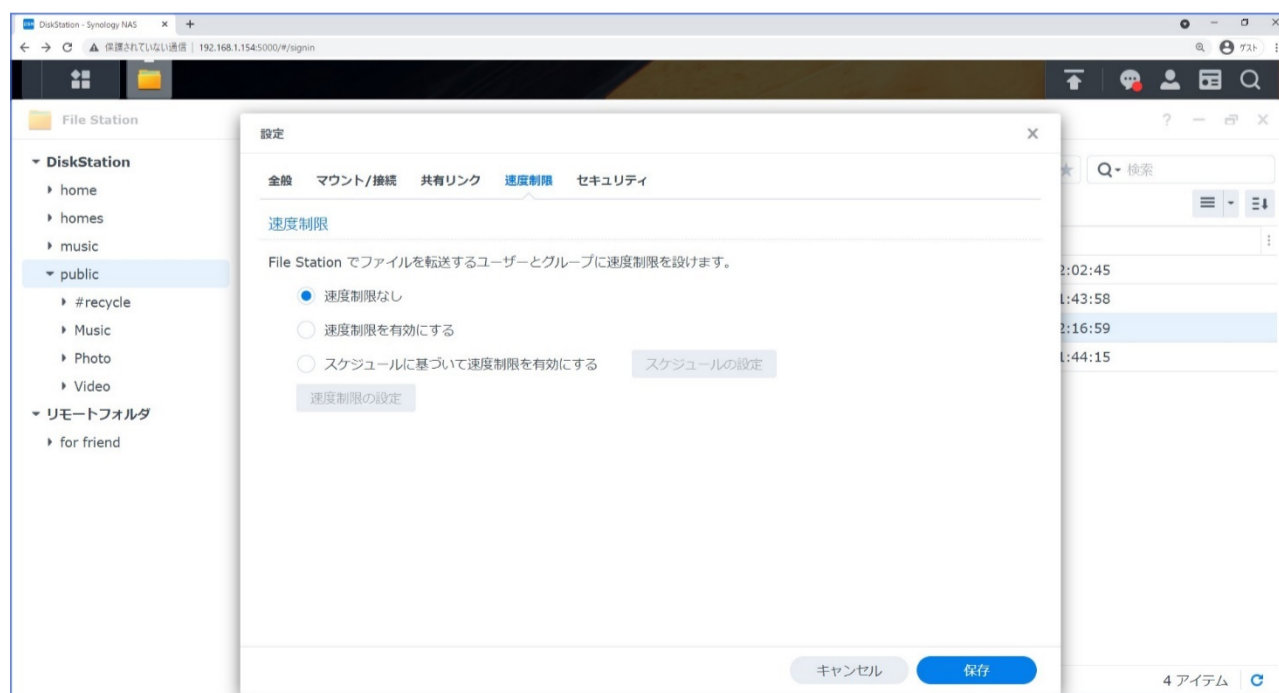 DiskStation - Synology NAS
保護されていない通信 | 192.168.1.154:5000/#/signin
ゲスト
File Station
設定
DiskStation
home
homes
music
public
#recycle
Music
Photo
Video
リモートフォルダ
for friend
全般 マウント/接続 共有リンク 速度制限 セキュリティ
速度制限
File Station でファイルを転送するユーザーとグループに速度制限を設けます。
速度制限なし
速度制限を有効にする
スケジュールに基づいて速度制限を有効にする スケジュールの設定
速度制限の設定
キャンセル 保存
検索
2:02:45
1:43:58
2:16:59
1:44:15
4 アイテム